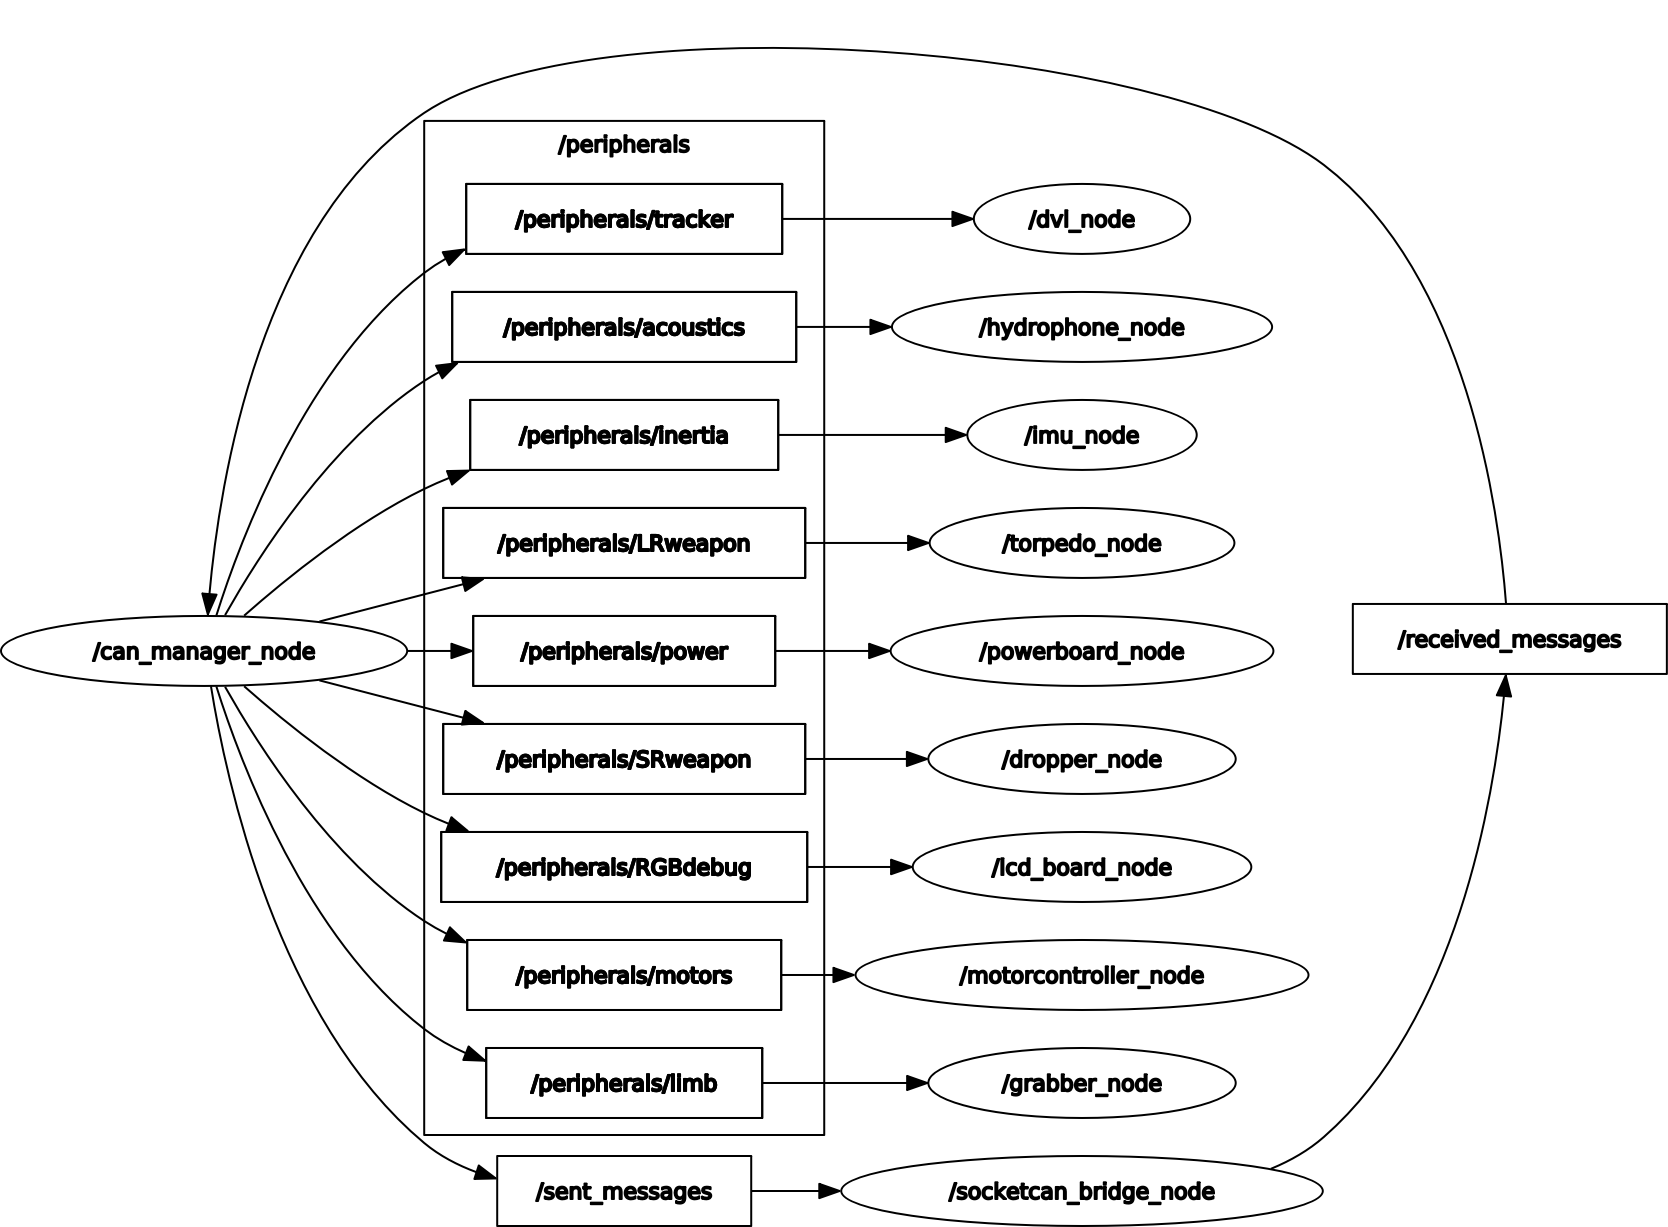 /peripherals
/peripherals/tracker
/dvl_node
/peripherals/acoustics
/hydrophone_node
/peripherals/inertia
/imu_node
/peripherals/LRweapon
/torpedo_node
/can_manager_node
/peripherals/power
/powerboard_node
/received_messages
/peripherals/SRweapon
/dropper_node
/peripherals/RGBdebug
/lcd_board_node
/peripherals/motors
/motorcontroller_node
/peripherals/limb
/grabber_node
/sent_messages
/socketcan_bridge_node